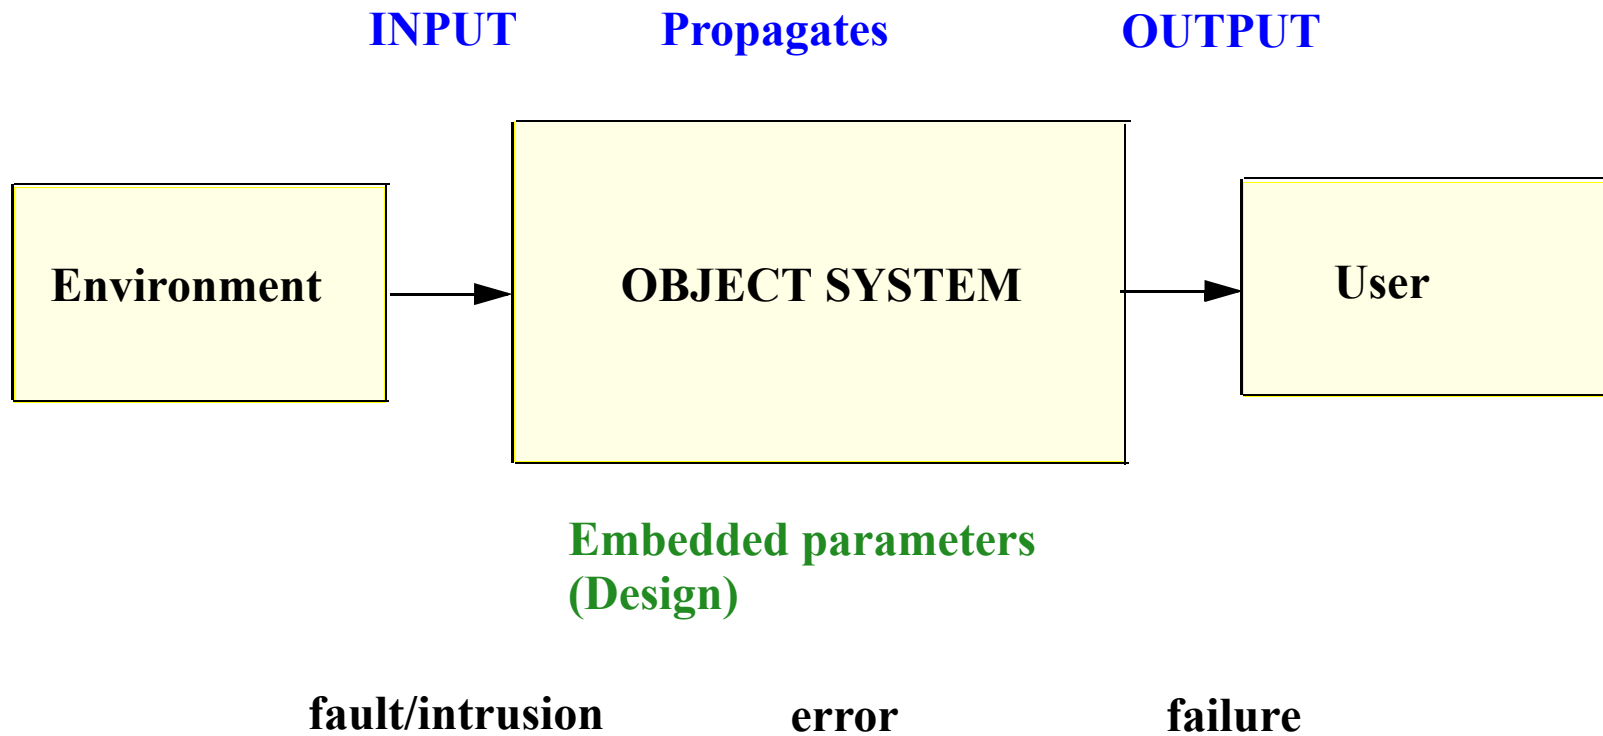 INPUT Propagates OUTPUT
Environment OBJECT SYSTEM User
Embedded parameters
(Design)
fault/intrusion error failure